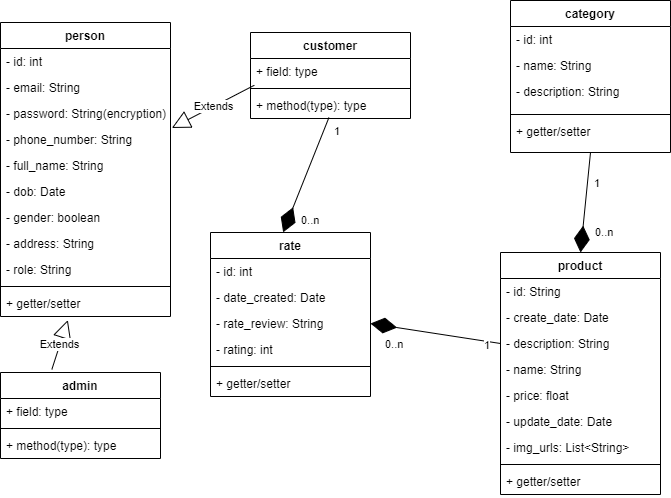 person
- id: int
- email: String
- password: String(encryption)
- phone_number: String
- full_name: String
- dob: Date
- gender: boolean
- address: String
- role: String
+ getter/setter
Extends
customer
+ field: type
+ method(type): type
1
category
- id: int
- name: String
- description: String
+ getter/setter
1
0..n
Extends
admin
+ field: type
+ method(type): type
0..n
rate
- id: int
- date_created: Date
- rate_review: String
- rating: int
+ getter/setter
0..n
1
product
- id: String
- create_date: Date
- description: String
- name: String
- price: float
- update_date: Date
- img_urls: List<String>
+ getter/setter